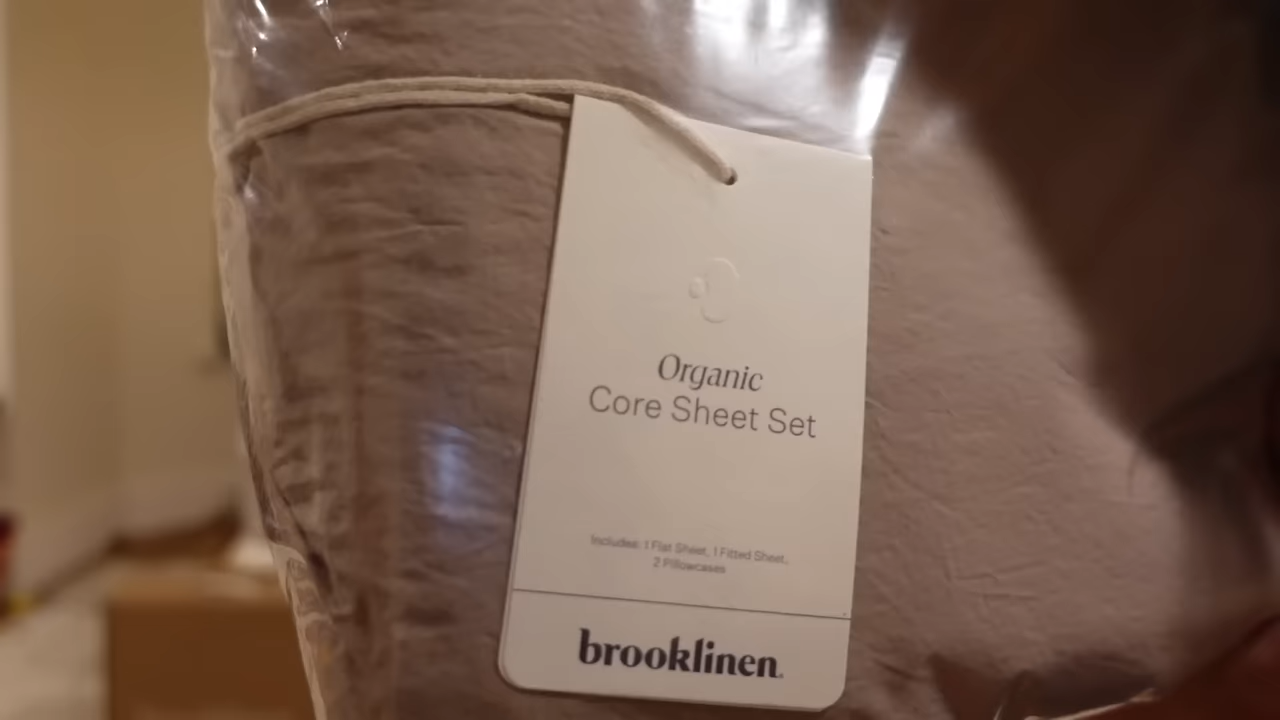 Organic
Core Sheet Set
Includes: 1 Flat Sheet, 1 Fitted Sheet,
2 Pillowcases
brooklinen.